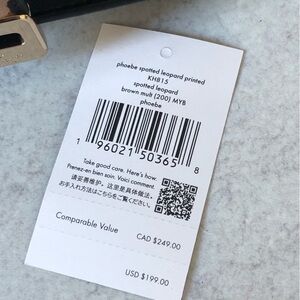 phoebe spotted leopard printed
KH815
spotted leopard
brown mult (200) MYB
phoebe
1 96021 50365 8
Take good care. Here's how.
Prenez-en bien soin. Voici comment.
请妥善维护。这里是具体做法。
お手入れ方法はこちらをご覧ください。
Comparable Value
CAD $249.00
USD $199.00